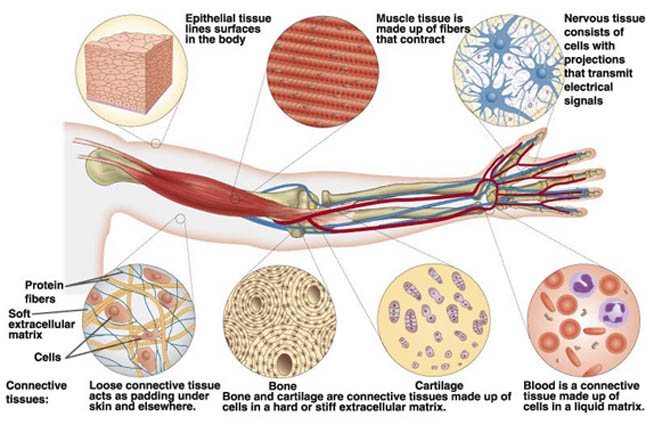 Epithelial tissue
lines surfaces
in the body
Muscle tissue is
made up of fibers
that contract
Nervous tissue
consists of
cells with
projections
that transmit
electrical
signals
Protein
fibers
Soft
extracellular
matrix
Cells
Connective
tissues:
Loose connective tissue
acts as padding under
skin and elsewhere.
Bone
Cartilage
Bone and cartilage are connective tissues made up of
cells in a hard or stiff extracellular matrix.
Blood is a connective
tissue made up of
cells in a liquid matrix.